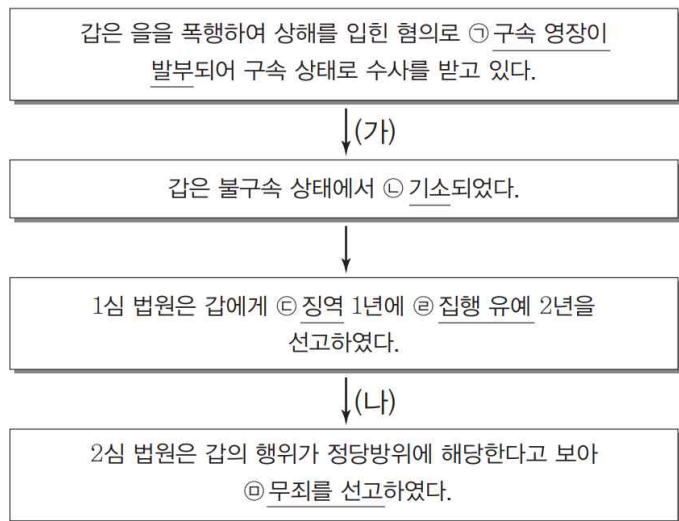 갑은 을을 폭행하여 상해를 입힌 혐의로 ㉠ 구속 영장이
발부되어 구속 상태로 수사를 받고 있다.
(가)
갑은 불구속 상태에서 ㉡ 기소되었다.
1심 법원은 갑에게 ㉢ 징역 1년에 ㉣ 집행 유예 2년을
선고하였다.
(나)
2심 법원은 갑의 행위가 정당방위에 해당한다고 보아
㉤ 무죄를 선고하였다.